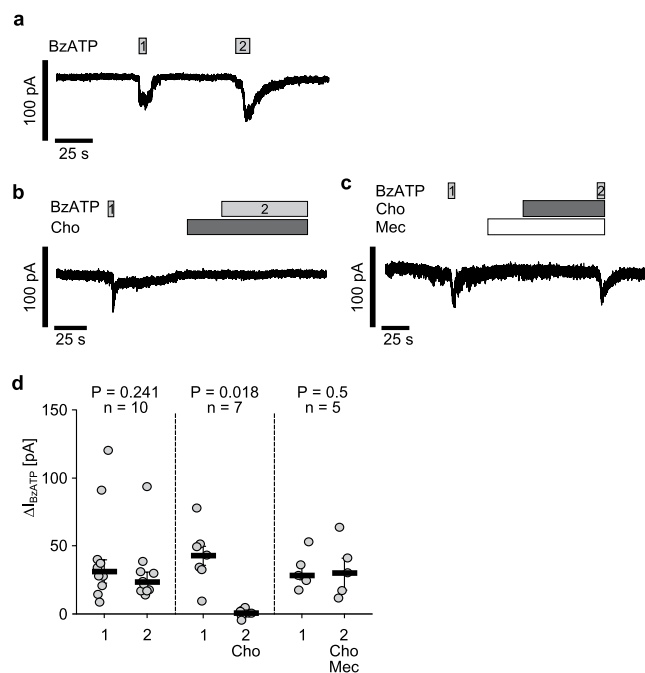 a
BzATP 1 2
100 pA
25 s
b
BzATP 1 2
Cho
100 pA
25 s
c
BzATP 1 2
Cho
Mec
100 pA
25 s
d
P = 0.241 P = 0.018 P = 0.5
n = 10 n = 7 n = 5
ΔI_BzATP [pA]
150
100
50
0
1 2 1 2 1 2
Cho Cho
Mec